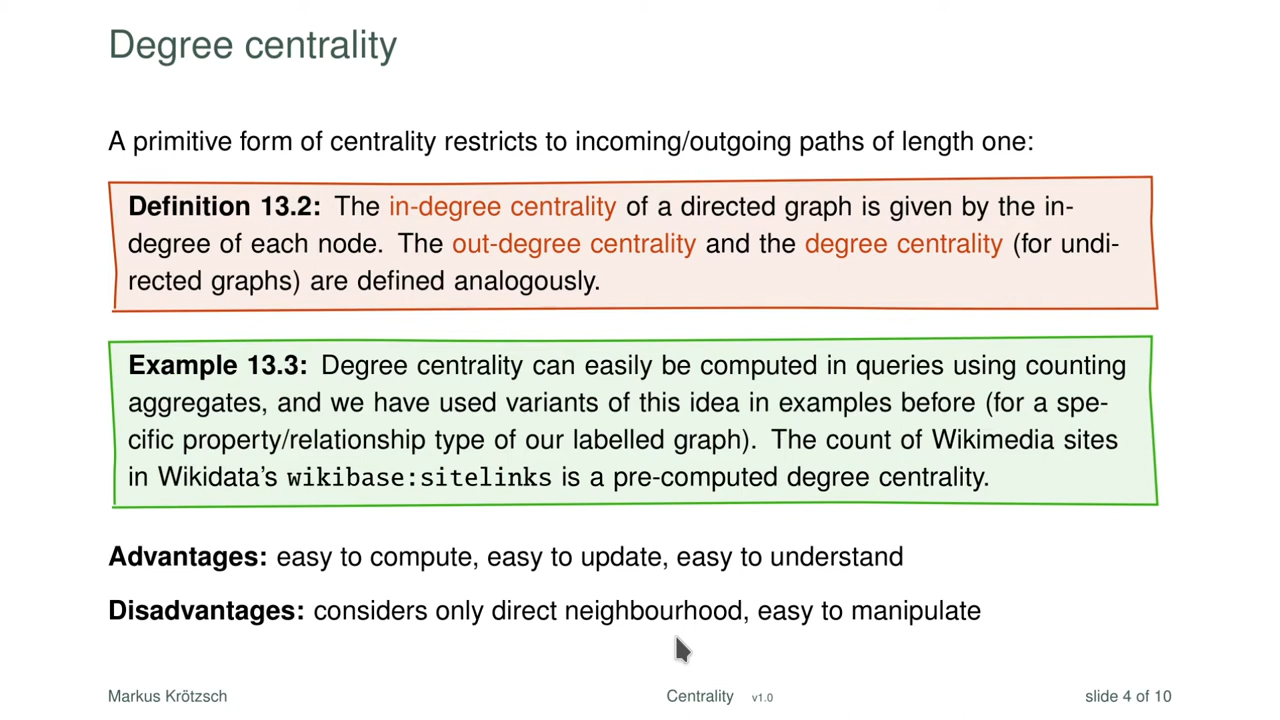 Degree centrality
A primitive form of centrality restricts to incoming/outgoing paths of length one:
Definition 13.2: The in-degree centrality of a directed graph is given by the in-
degree of each node. The out-degree centrality and the degree centrality (for undi-
rected graphs) are defined analogously.
Example 13.3: Degree centrality can easily be computed in queries using counting
aggregates, and we have used variants of this idea in examples before (for a spe-
cific property/relationship type of our labelled graph). The count of Wikimedia sites
in Wikidata's wikibase:sitelinks is a pre-computed degree centrality.
Advantages: easy to compute, easy to update, easy to understand
Disadvantages: considers only direct neighbourhood, easy to manipulate
Markus Krötzsch Centrality v1.0 slide 4 of 10